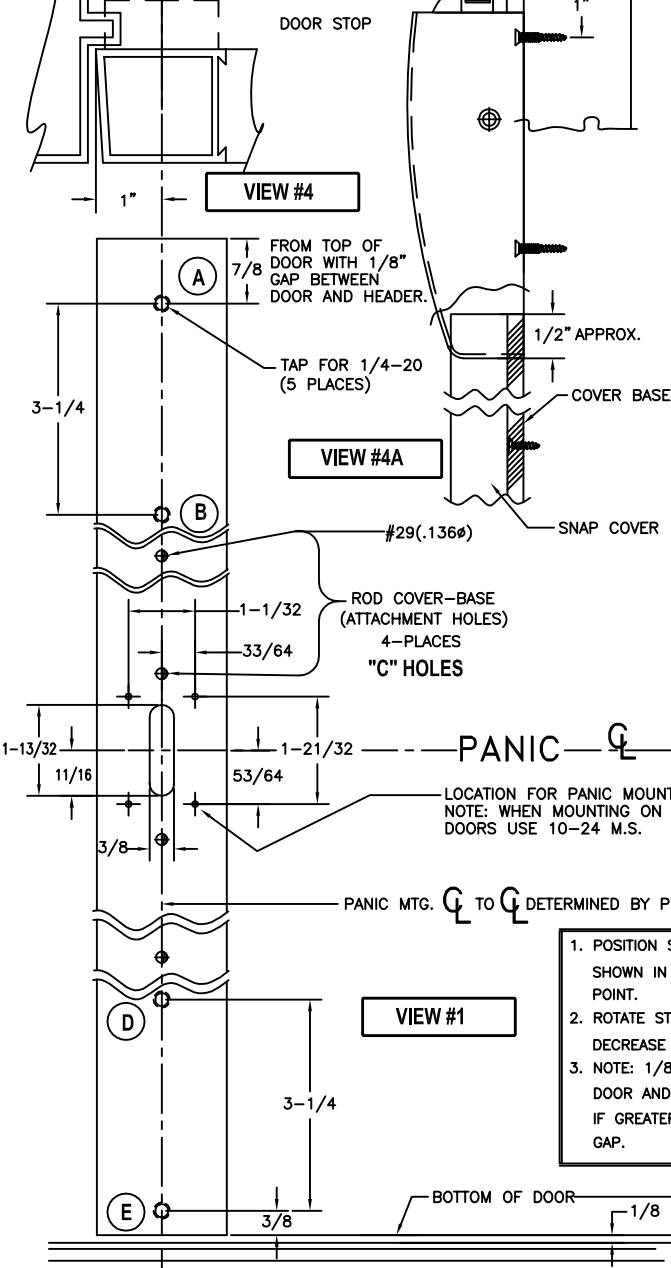 DOOR STOP
1"
1"
VIEW #4
FROM TOP OF
DOOR WITH 1/8"
GAP BETWEEN
DOOR AND HEADER.
7/8
A
1/2" APPROX.
TAP FOR 1/4-20
(5 PLACES)
3-1/4
COVER BASE
VIEW #4A
B
#29(.136ø)
SNAP COVER
ROD COVER-BASE
(ATTACHMENT HOLES)
4-PLACES
"C" HOLES
1-1/32
33/64
1-13/32
11/16
53/64
1-21/32
PANIC ℄
LOCATION FOR PANIC MOUNT
NOTE: WHEN MOUNTING ON
DOORS USE 10-24 M.S.
3/8
PANIC MTG. ℄ TO ℄ DETERMINED BY P
1. POSITION S
SHOWN IN
POINT.
2. ROTATE ST
DECREASE
3. NOTE: 1/8
DOOR AND
IF GREATER
GAP.
D
VIEW #1
3-1/4
E
3/8
BOTTOM OF DOOR
1/8